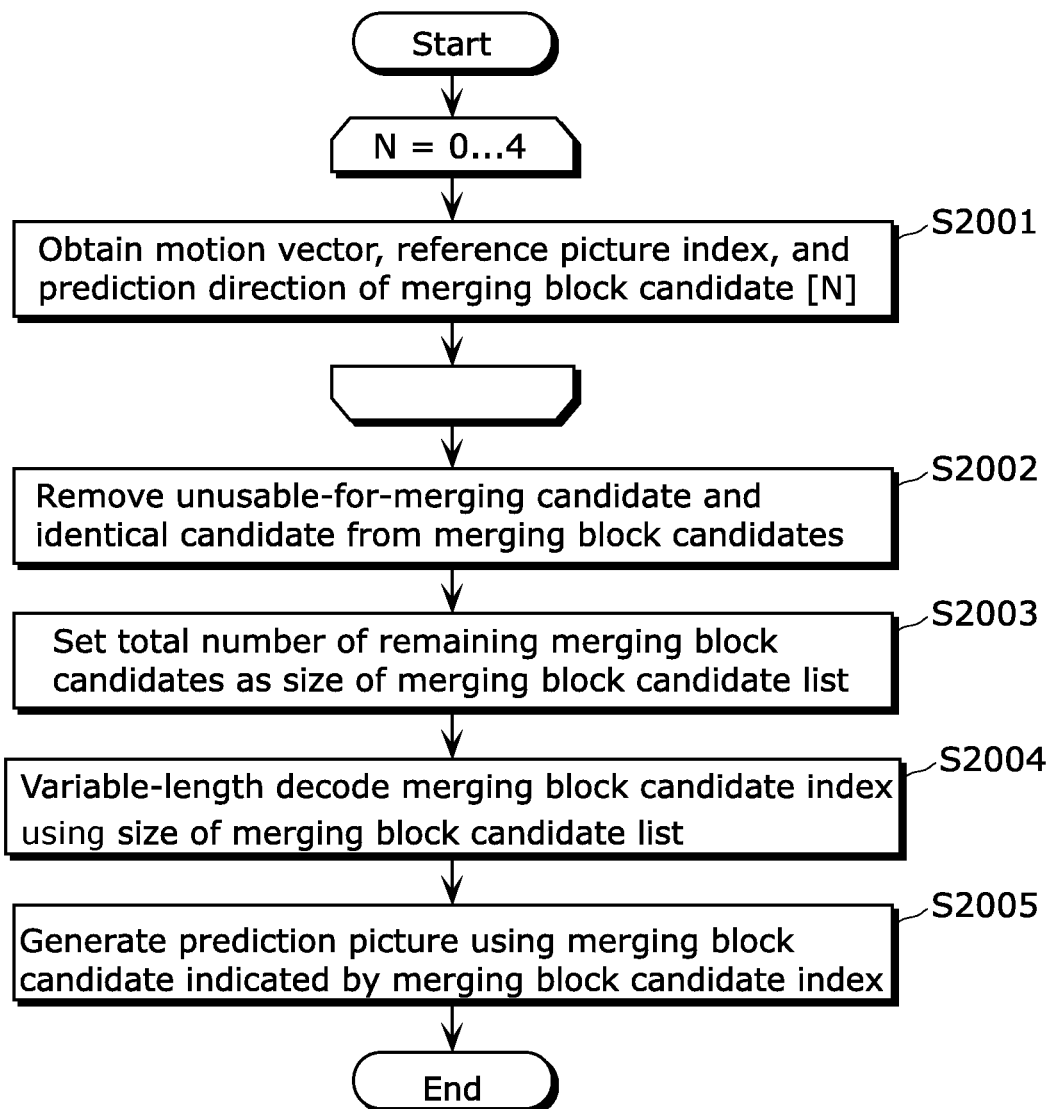 Start
N = 0...4
S2001
Obtain motion vector, reference picture index, and
prediction direction of merging block candidate [N]
S2002
Remove unusable-for-merging candidate and
identical candidate from merging block candidates
S2003
Set total number of remaining merging block
candidates as size of merging block candidate list
S2004
Variable-length decode merging block candidate index
using size of merging block candidate list
S2005
Generate prediction picture using merging block
candidate indicated by merging block candidate index
End